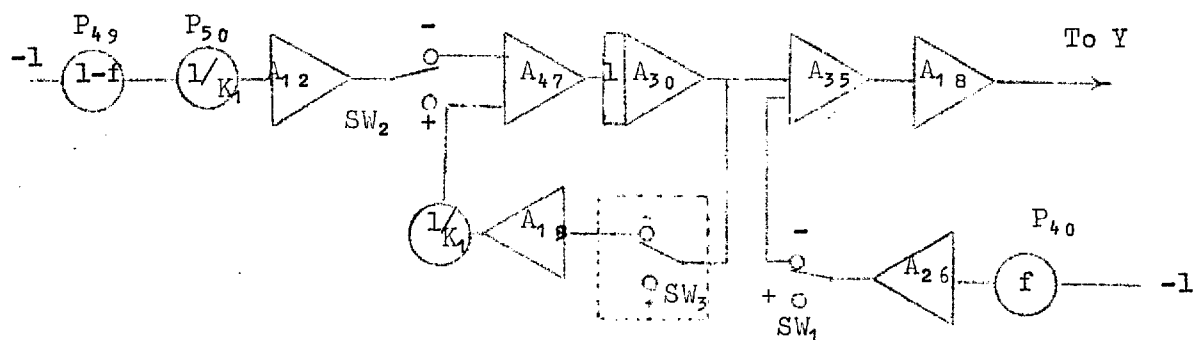 P49 P50 To Y
-1 1-f 1/K1 A12 - A47 1 A30 A35 A18
SW2 +
1/K1 A1 SW3 - P40
+ + A26 f -1
SW1